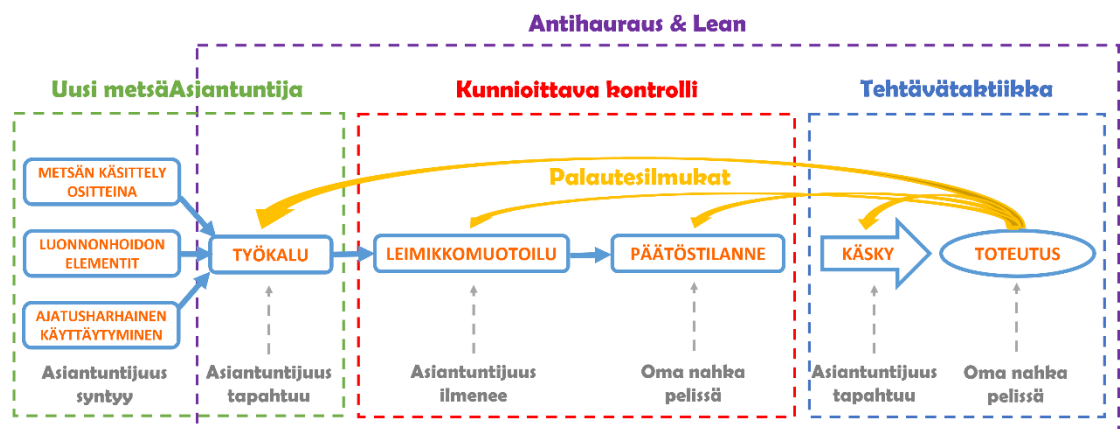 Antihauraus & Lean
Uusi metsäAsiantuntija
Kunnioittava kontrolli
Tehtävätaktiikka
METSÄN KÄSITTELY
OSITTEINA
LUONNONHOIDON
ELEMENTIT
AJATUSHARHAINEN
KÄYTTÄYTYMINEN
TYÖKALU
Palautesilmukat
LEIMIKKOMUOTOILU
PÄÄTÖSTILANNE
KÄSKY
TOTEUTUS
Asiantuntijuus
syntyy
Asiantuntijuus
tapahtuu
Asiantuntijuus
ilmenee
Oma nahka
pelissä
Asiantuntijuus
tapahtuu
Oma nahka
pelissä